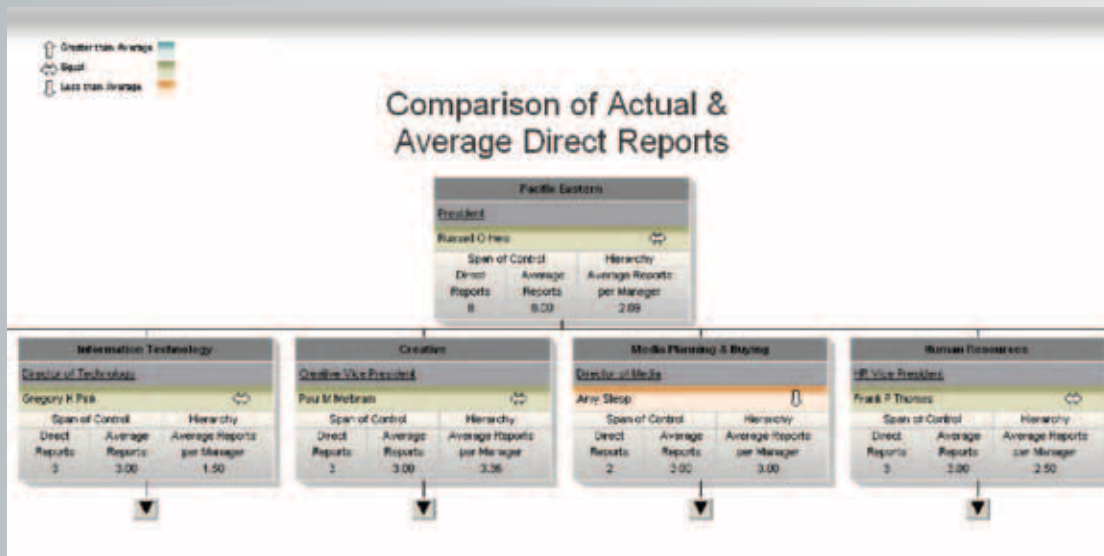 Greater than Average
Equal
Less than Average
Comparison of Actual &
Average Direct Reports
Pacific Eastern
President
Russell O
Span of Control Hierarchy
Direct Average Average Reports
Reports Reports per Manager
8 8.00
Information Technology
Director of Technology
Gregory
Span of Control Hierarchy
Direct Average Average Reports
Reports Reports per Manager
3 3.00 1.50
Creative
Creative Vice President
Paul M
Span of Control Hierarchy
Direct Average Average Reports
Reports Reports per Manager
3 3.00
Media Planning & Buying
Director of Media
Amy
Span of Control Hierarchy
Direct Average Average Reports
Reports Reports per Manager
2 3.00 3.00
Human Resources
HR Vice President
Frank P Thomas
Span of Control Hierarchy
Direct Average Average Reports
Reports Reports per Manager
3 3.00 2.50